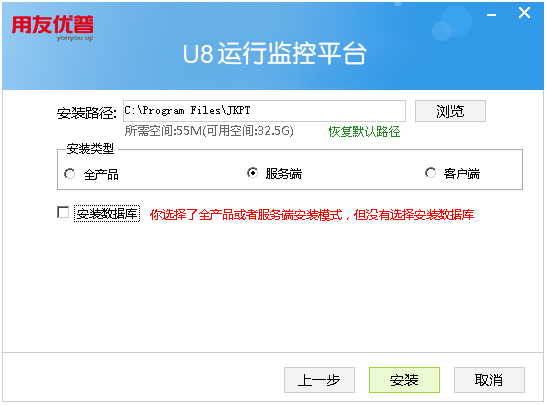 用友优普
yonyou up
U8 运行监控平台
安装路径: C:\Program Files\JKPT 浏览
所需空间:55M(可用空间:32.5G) 恢复默认路径
安装类型
全产品 服务端 客户端
安装数据库 你选择了全产品或者服务端安装模式，但没有选择安装数据库
上一步 安装 取消